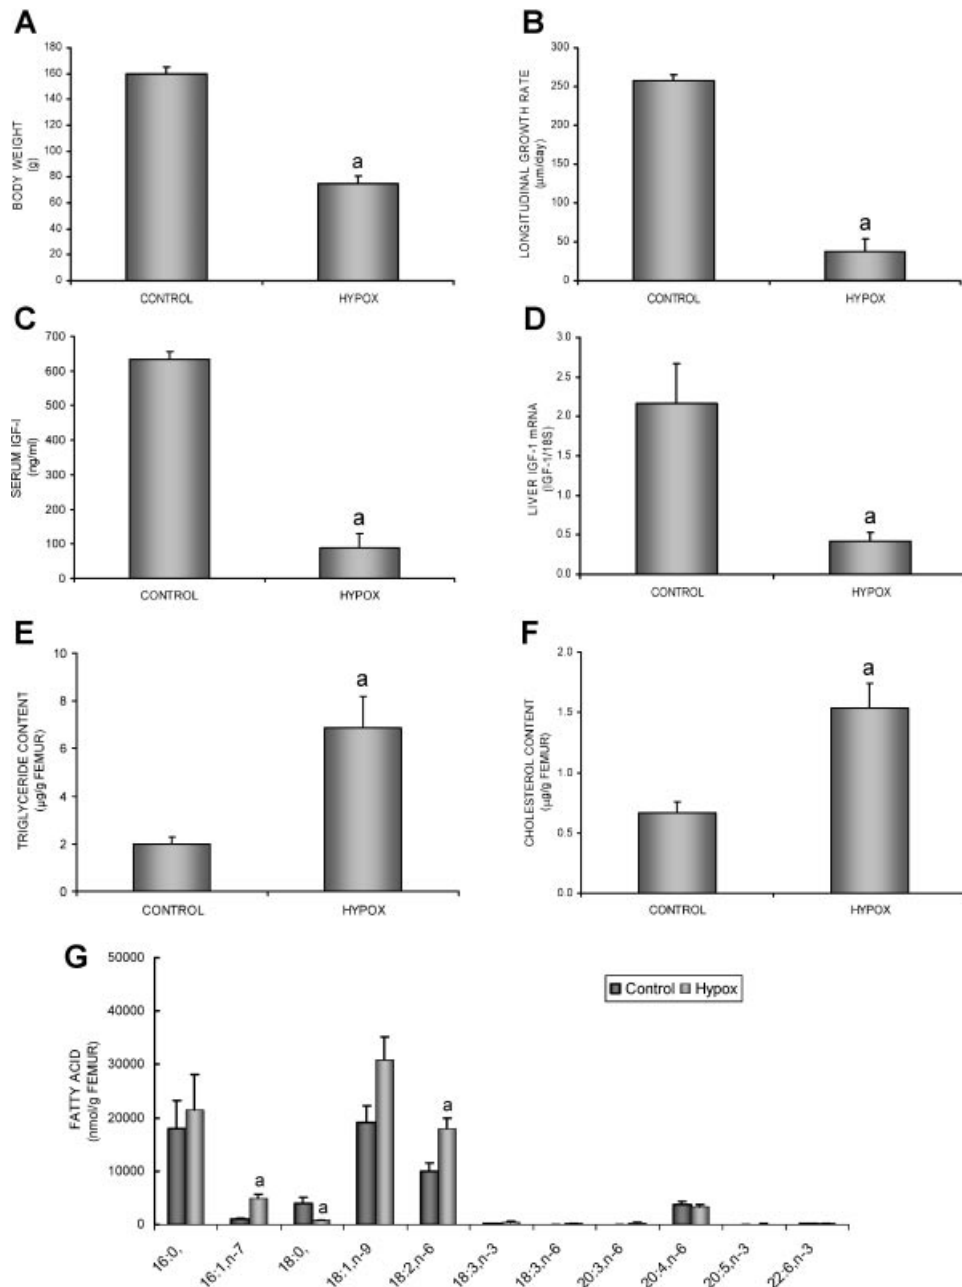 A
BODY WEIGHT
(g)
180
160
140
120
100
80
60
40
20
0
a
CONTROL
HYPOX
B
LONGITUDINAL GROWTH RATE
(µm/day)
300
250
200
150
100
50
0
a
CONTROL
HYPOX
C
SERUM IGF-I
(ng/ml)
700
600
500
400
300
200
100
0
a
CONTROL
HYPOX
D
LIVER IGF-1 mRNA
(IGF-1/18S)
3.0
2.5
2.0
1.5
1.0
0.5
0.0
a
CONTROL
HYPOX
E
TRIGLYCERIDE CONTENT
(µg/g FEMUR)
10
8
6
4
2
0
a
CONTROL
HYPOX
F
CHOLESTEROL CONTENT
(µg/g FEMUR)
2.0
1.5
1.0
0.5
0.0
a
CONTROL
HYPOX
G
FATTY ACID
(nmol/g FEMUR)
50000
40000
30000
20000
10000
0
Control Hypox
a
a
a
16:0,
16:1,n-7
18:0,
18:1,n-9
18:2,n-6
18:3,n-3
18:3,n-6
20:3,n-6
20:4,n-6
20:5,n-3
22:6,n-3